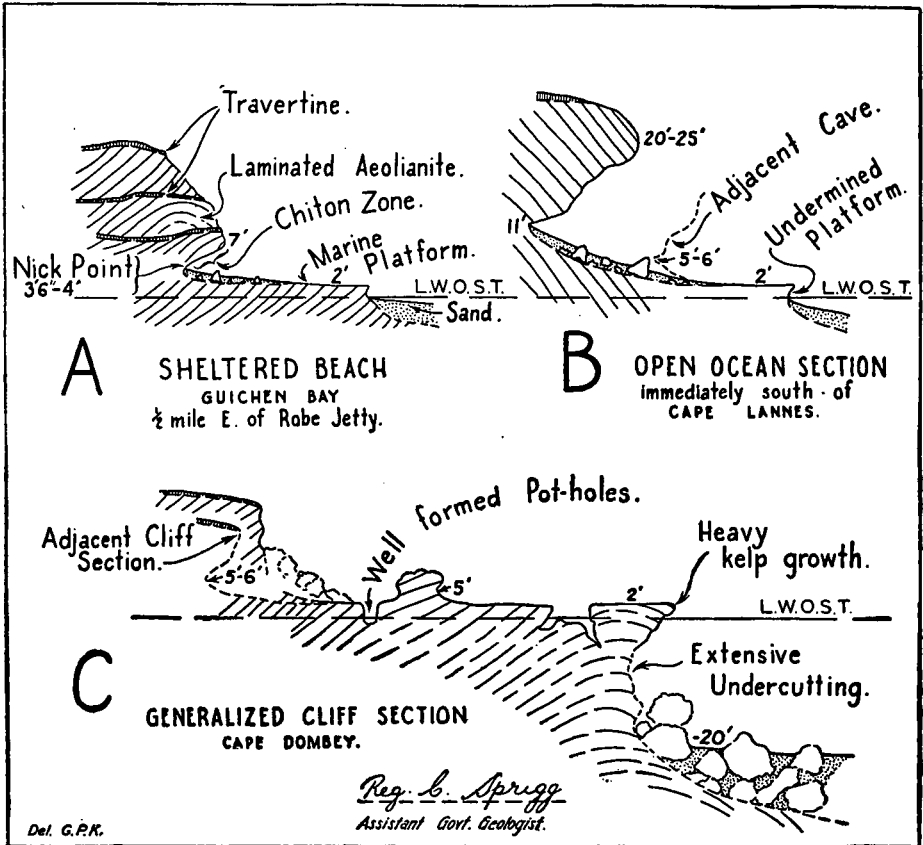 Travertine.
Laminated Aeolianite.
Chiton Zone.
7'
Marine
Platform.
Nick Point
3'6"-4'
2'
L.W.O.S.T.
Sand.
A
SHELTERED BEACH
GUICHEN BAY
½ mile E. of Robe Jetty.
20'-25'
Adjacent Cave.
Undermined
Platform.
11'
5'-6'
2'
L.W.O.S.T.
B
OPEN OCEAN SECTION
immediately south of
CAPE LANNES.
Well formed Pot-holes.
Adjacent Cliff
Section.
5'-6'
5'
Heavy
kelp growth.
2'
L.W.O.S.T.
Extensive
Undercutting.
-20'
C
GENERALIZED CLIFF SECTION
CAPE DOMBEY.
Reg. C. Sprigg
Assistant Govt. Geologist.
Del. G.P.K.